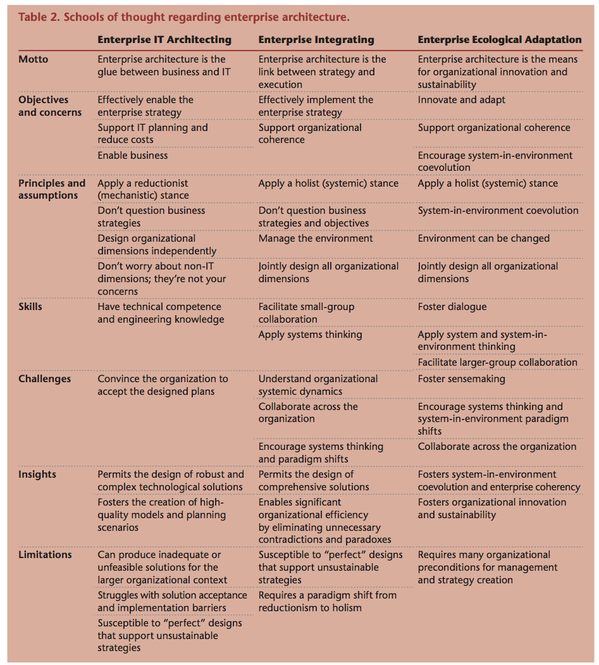 Table 2. Schools of thought regarding enterprise architecture.
Enterprise IT Architecting
Enterprise Integrating
Enterprise Ecological Adaptation
Motto
Enterprise architecture is the
glue between business and IT
Enterprise architecture is the
link between strategy and
execution
Enterprise architecture is the means
for organizational innovation and
sustainability
Objectives
and concerns
Effectively enable the
enterprise strategy
Effectively implement the
enterprise strategy
Innovate and adapt
Support IT planning and
reduce costs
Support organizational
coherence
Support organizational coherence
Enable business
Encourage system-in-environment
coevolution
Principles and
assumptions
Apply a reductionist
(mechanistic) stance
Apply a holist (systemic) stance
Apply a holist (systemic) stance
Don't question business
strategies
Don't question business
strategies and objectives
System-in-environment coevolution
Design organizational
dimensions independently
Manage the environment
Environment can be changed
Don't worry about non-IT
dimensions; they're not your
concerns
Jointly design all organizational
dimensions
Jointly design all organizational
dimensions
Skills
Have technical competence
and engineering knowledge
Facilitate small-group
collaboration
Foster dialogue
Apply systems thinking
Apply system and system-in-
environment thinking
Facilitate larger-group collaboration
Challenges
Convince the organization to
accept the designed plans
Understand organizational
systemic dynamics
Foster sensemaking
Collaborate across the
organization
Encourage systems thinking and
system-in-environment paradigm
shifts
Encourage systems thinking
and paradigm shifts
Collaborate across the organization
Insights
Permits the design of robust and
complex technological solutions
Permits the design of
comprehensive solutions
Fosters system-in-environment
coevolution and enterprise coherency
Fosters the creation of high-
quality models and planning
scenarios
Enables significant
organizational efficiency
by eliminating unnecessary
contradictions and paradoxes
Fosters organizational innovation
and sustainability
Limitations
Can produce inadequate or
unfeasible solutions for the
larger organizational context
Susceptible to "perfect" designs
that support unsustainable
strategies
Requires many organizational
preconditions for management
and strategy creation
Struggles with solution acceptance
and implementation barriers
Requires a paradigm shift from
reductionism to holism
Susceptible to "perfect" designs
that support unsustainable
strategies